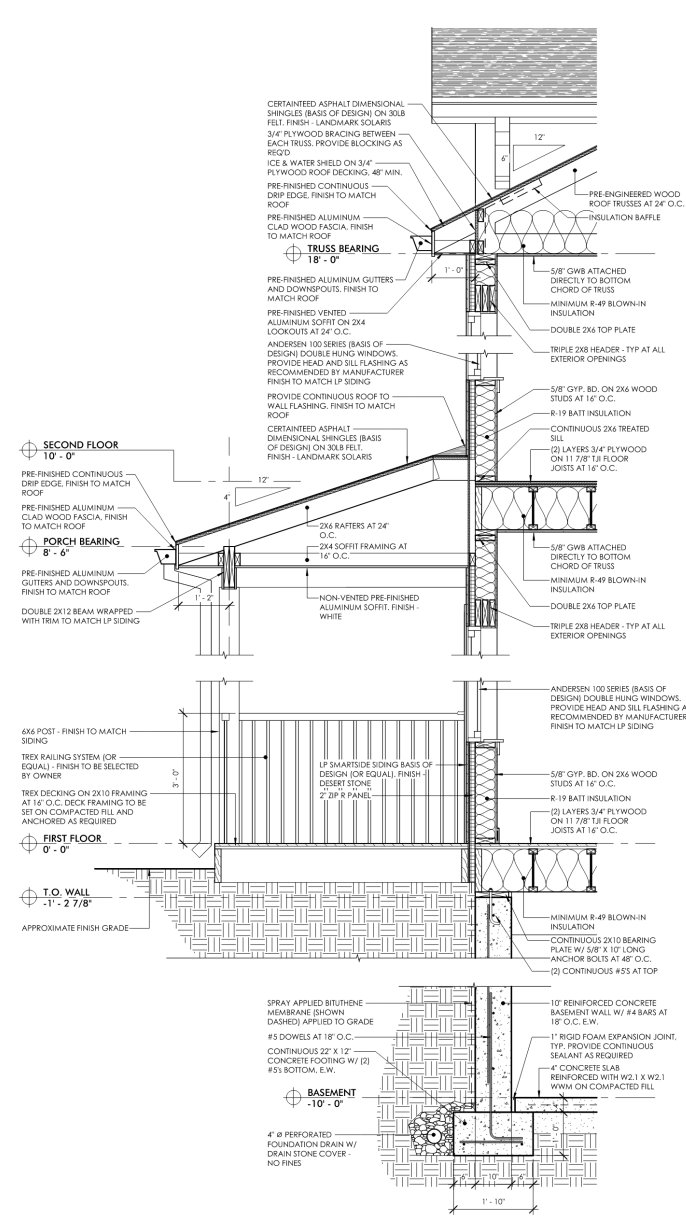 CERTAINTEED ASPHALT DIMENSIONAL
SHINGLES (BASIS OF DESIGN) ON 30LB
FELT. FINISH - LANDMARK SOLARIS
3/4" PLYWOOD BRACING BETWEEN
EACH TRUSS. PROVIDE BLOCKING AS
REQ'D
ICE & WATER SHIELD ON 3/4"
PLYWOOD ROOF DECKING, 48" MIN.
PRE-FINISHED CONTINUOUS
DRIP EDGE, FINISH TO MATCH
ROOF
PRE-FINISHED ALUMINUM
CLAD WOOD FASCIA, FINISH
TO MATCH ROOF
TRUSS BEARING
18' - 0"
12"
6"
PRE-ENGINEERED WOOD
ROOF TRUSSES AT 24" O.C.
INSULATION BAFFLE
1' - 0"
PRE-FINISHED ALUMINUM GUTTERS
AND DOWNSPOUTS. FINISH TO
MATCH ROOF
PRE-FINISHED VENTED
ALUMINUM SOFFIT ON 2X4
LOOKOUTS AT 24" O.C.
ANDERSEN 100 SERIES (BASIS OF
DESIGN) DOUBLE HUNG WINDOWS.
PROVIDE HEAD AND SILL FLASHING AS
RECOMMENDED BY MANUFACTURER
FINISH TO MATCH LP SIDING
PROVIDE CONTINUOUS ROOF TO
WALL FLASHING. FINISH TO MATCH
ROOF
CERTAINTEED ASPHALT
DIMENSIONAL SHINGLES (BASIS
OF DESIGN) ON 30LB FELT.
FINISH - LANDMARK SOLARIS
5/8" GWB ATTACHED
DIRECTLY TO BOTTOM
CHORD OF TRUSS
MINIMUM R-49 BLOWN-IN
INSULATION
DOUBLE 2X6 TOP PLATE
TRIPLE 2X8 HEADER - TYP AT ALL
EXTERIOR OPENINGS
5/8" GYP. BD. ON 2X6 WOOD
STUDS AT 16" O.C.
R-19 BATT INSULATION
CONTINUOUS 2X6 TREATED
SILL
(2) LAYERS 3/4" PLYWOOD
ON 11 7/8" TJI FLOOR
JOISTS AT 16" O.C.
SECOND FLOOR
10' - 0"
PRE-FINISHED CONTINUOUS
DRIP EDGE, FINISH TO MATCH
ROOF
PRE-FINISHED ALUMINUM
CLAD WOOD FASCIA, FINISH
TO MATCH ROOF
PORCH BEARING
8' - 6"
PRE-FINISHED ALUMINUM
GUTTERS AND DOWNSPOUTS.
FINISH TO MATCH ROOF
DOUBLE 2X12 BEAM WRAPPED
WITH TRIM TO MATCH LP SIDING
12"
4"
1' - 2"
2X6 RAFTERS AT 24"
O.C.
2X4 SOFFIT FRAMING AT
16" O.C.
NON-VENTED PRE-FINISHED
ALUMINUM SOFFIT. FINISH -
WHITE
5/8" GWB ATTACHED
DIRECTLY TO BOTTOM
CHORD OF TRUSS
MINIMUM R-49 BLOWN-IN
INSULATION
DOUBLE 2X6 TOP PLATE
TRIPLE 2X8 HEADER - TYP AT ALL
EXTERIOR OPENINGS
ANDERSEN 100 SERIES (BASIS OF
DESIGN) DOUBLE HUNG WINDOWS.
PROVIDE HEAD AND SILL FLASHING A
RECOMMENDED BY MANUFACTURER
FINISH TO MATCH LP SIDING
6X6 POST - FINISH TO MATCH
SIDING
TREX RAILING SYSTEM (OR
EQUAL) - FINISH TO BE SELECTED
BY OWNER
TREX DECKING ON 2X10 FRAMING
AT 16" O.C. DECK FRAMING TO BE
SET ON COMPACTED FILL AND
ANCHORED AS REQUIRED
3' - 0"
LP SMARTSIDE SIDING BASIS OF
DESIGN (OR EQUAL). FINISH -
DESERT STONE
2" ZIP R PANEL
5/8" GYP. BD. ON 2X6 WOOD
STUDS AT 16" O.C.
R-19 BATT INSULATION
(2) LAYERS 3/4" PLYWOOD
ON 11 7/8" TJI FLOOR
JOISTS AT 16" O.C.
FIRST FLOOR
0' - 0"
T.O. WALL
-1' - 2 7/8"
APPROXIMATE FINISH GRADE
MINIMUM R-49 BLOWN-IN
INSULATION
CONTINUOUS 2X10 BEARING
PLATE W/ 5/8" X 10" LONG
ANCHOR BOLTS AT 48" O.C.
(2) CONTINUOUS #5'S AT TOP
SPRAY APPLIED BITUTHENE
MEMBRANE (SHOWN
DASHED) APPLIED TO GRADE
#5 DOWELS AT 18" O.C.
CONTINUOUS 22" X 12"
CONCRETE FOOTING W/ (2)
#5's BOTTOM, E.W.
BASEMENT
-10' - 0"
4" Ø PERFORATED
FOUNDATION DRAIN W/
DRAIN STONE COVER -
NO FINES
10" REINFORCED CONCRETE
BASEMENT WALL W/ #4 BARS AT
18" O.C. E.W.
1" RIGID FOAM EXPANSION JOINT,
TYP. PROVIDE CONTINUOUS
SEALANT AS REQUIRED
4" CONCRETE SLAB
REINFORCED WITH W2.1 X W2.1
WWM ON COMPACTED FILL
4"
1' - 0"
6"
10"
6"
1' - 10"